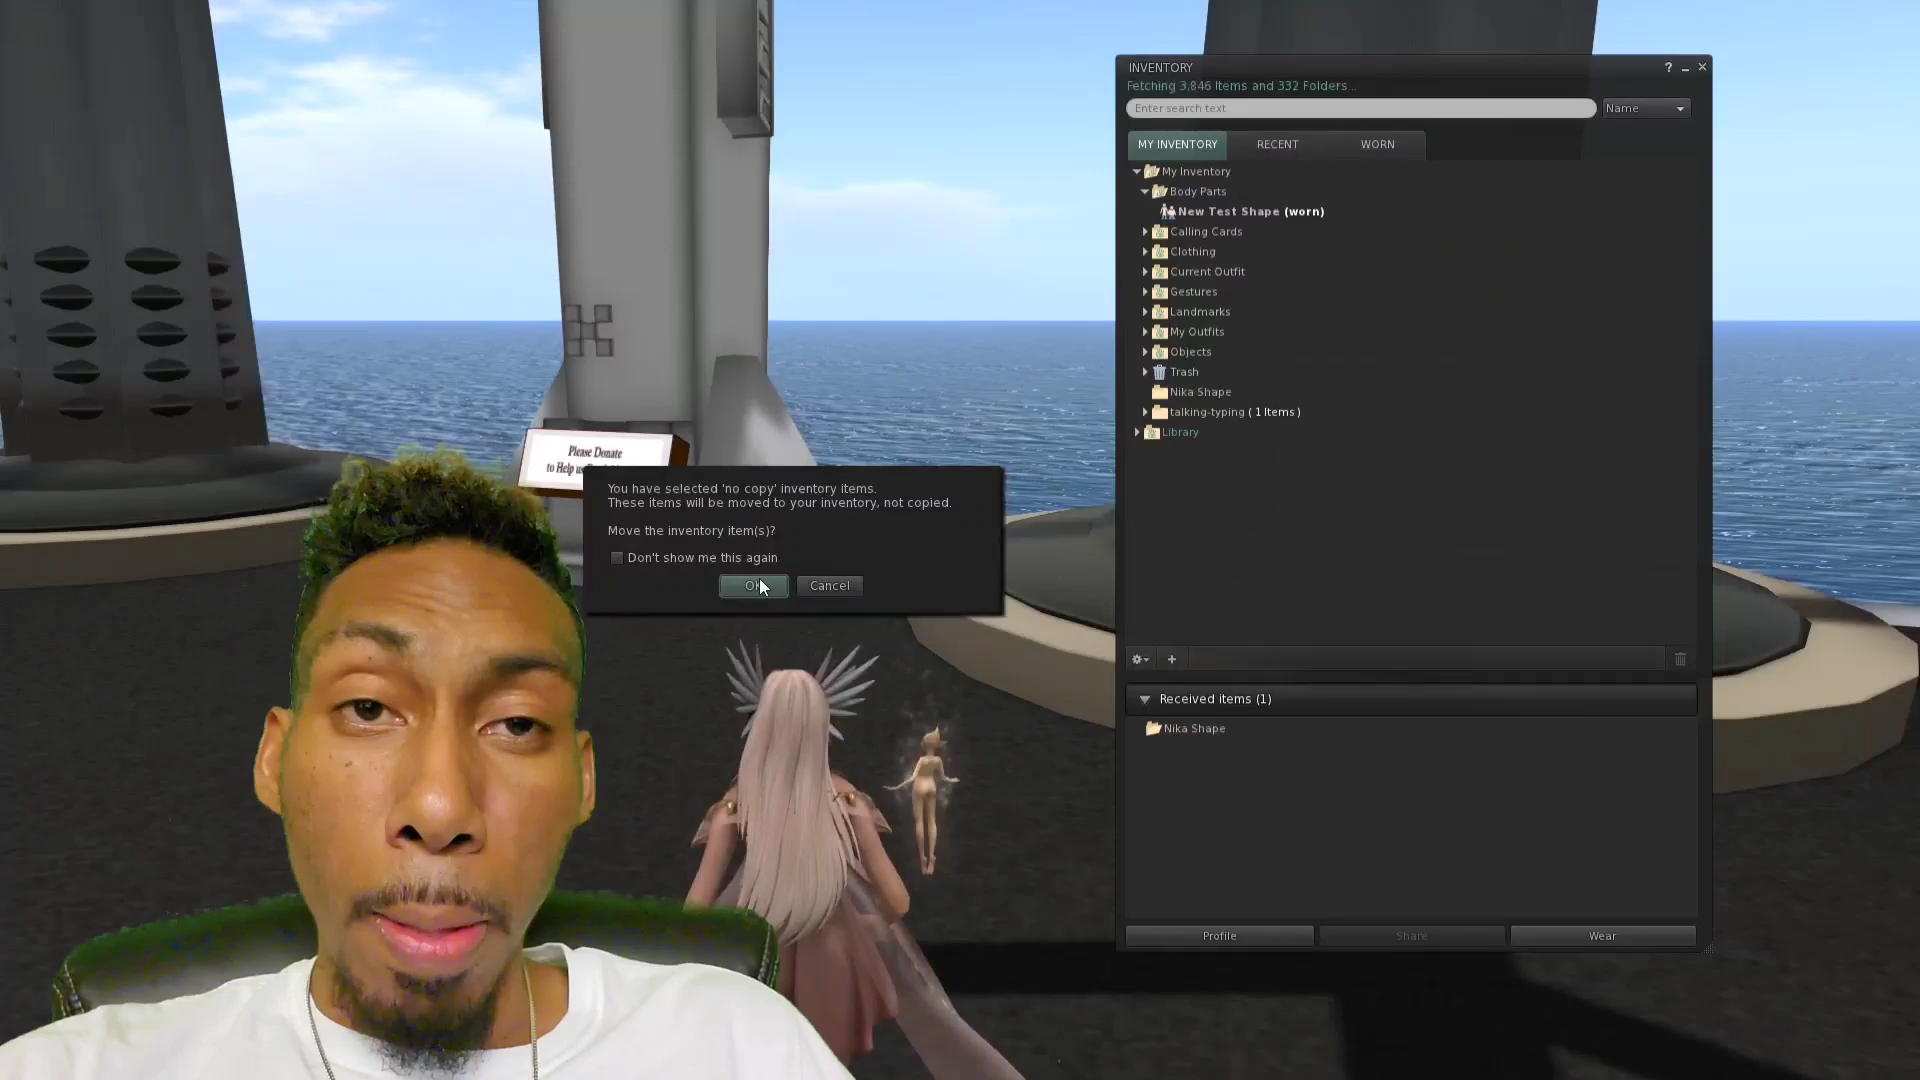 INVENTORY
Fetching 3,846 Items and 332 Folders...
Enter search text
Name
MY INVENTORY
RECENT
WORN
My Inventory
Body Parts
New Test Shape (worn)
Calling Cards
Clothing
Current Outfit
Gestures
Landmarks
My Outfits
Objects
Trash
Nika Shape
talking-typing ( 1 Items )
Library
Please Donate
to Help us
You have selected 'no copy' inventory items.
These items will be moved to your inventory, not copied.
Move the inventory item(s)?
Don't show me this again
Cancel
Received items (1)
Nika Shape
Profile
Share
Wear